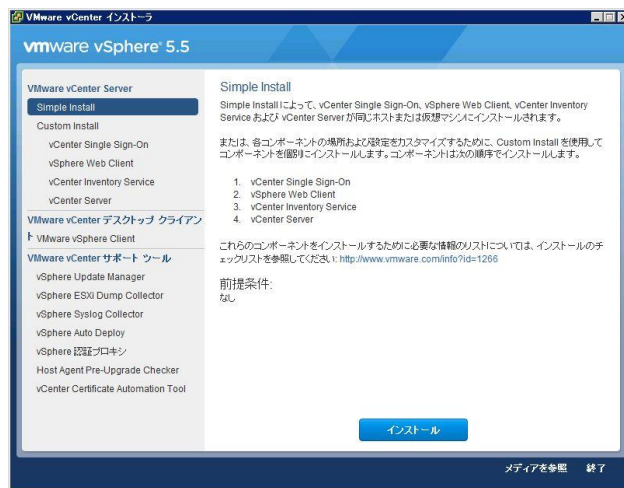 VMware vCenter インストーラ
vmware vSphere® 5.5
VMware vCenter Server
Simple Install
Custom Install
vCenter Single Sign-On
vSphere Web Client
vCenter Inventory Service
vCenter Server
VMware vCenter デスクトップ クライアン
ト
VMware vSphere Client
VMware vCenter サポート ツール
vSphere Update Manager
vSphere ESXi Dump Collector
vSphere Syslog Collector
vSphere Auto Deploy
vSphere 認証プロキシ
Host Agent Pre-Upgrade Checker
vCenter Certificate Automation Tool
Simple Install
Simple Install によって、vCenter Single Sign-On、vSphere Web Client、vCenter Inventory
Service および vCenter Server が同じホストまたは仮想マシンにインストールされます。
または、各コンポーネントの場所および設定をカスタマイズするために、Custom Install を使用して
コンポーネントを個別にインストールします。コンポーネントは次の順序でインストールします。
1. vCenter Single Sign-On
2. vSphere Web Client
3. vCenter Inventory Service
4. vCenter Server
これらのコンポーネントをインストールするために必要な情報のリストについては、インストールのチ
ェックリストを参照してください: http://www.vmware.com/info?id=1266
前提条件:
なし
インストール
メディアを参照 終了